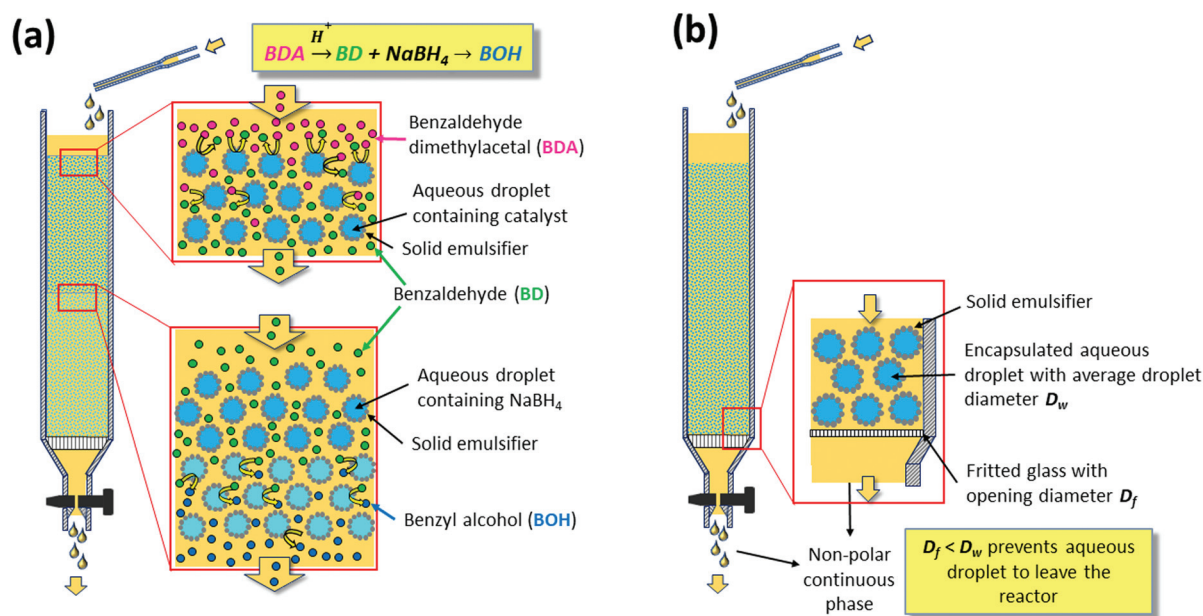 (a)
H+
BDA → BD + NaBH4 → BOH
Benzaldehyde
dimethylacetal (BDA)
Aqueous droplet
containing catalyst
Solid emulsifier
Benzaldehyde (BD)
Aqueous droplet
containing NaBH4
Solid emulsifier
Benzyl alcohol (BOH)
(b)
Solid emulsifier
Encapsulated aqueous
droplet with average droplet
diameter Dw
Fritted glass with
opening diameter Df
Non-polar
continuous
phase
Df < Dw prevents aqueous
droplet to leave the
reactor